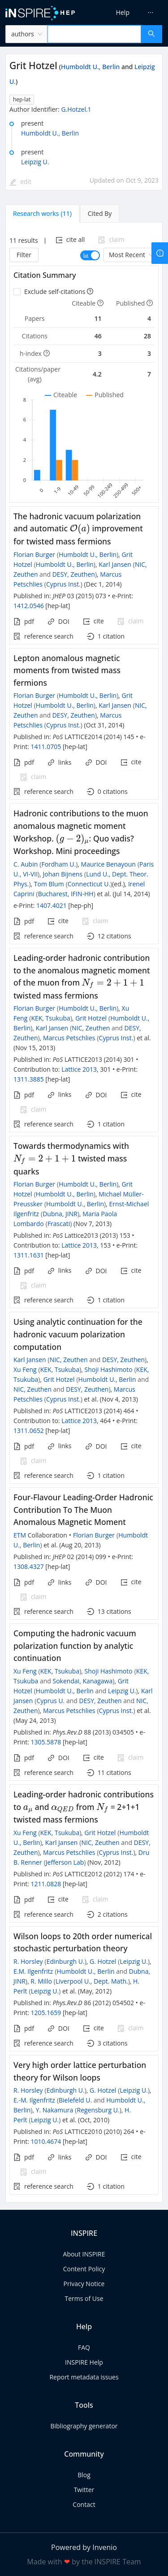 INSPIRE HEP
Help
authors
Grit Hotzel (Humboldt U., Berlin and Leipzig U.)
hep-lat
Author Identifier: G.Hotzel.1
present
Humboldt U., Berlin
present
Leipzig U.
edit
Updated on Oct 9, 2023
Research works (11)
Cited By
11 results
cite all
claim
Filter
Most Recent
Citation Summary
Exclude self-citations
Citeable
Published
Papers 11 4
Citations 46 28
h-index 3 3
Citations/paper (avg) 4.2 7
Citeable
Published
8
6
4
2
0
0
1-9
10-49
50-99
100-249
250-499
500+
The hadronic vacuum polarization and automatic O(a) improvement for twisted mass fermions
Florian Burger (Humboldt U., Berlin), Grit Hotzel (Humboldt U., Berlin), Karl Jansen (NIC, Zeuthen and DESY, Zeuthen), Marcus Petschlies (Cyprus Inst.) (Dec 1, 2014)
Published in: JHEP 03 (2015) 073 • e-Print: 1412.0546 [hep-lat]
pdf
DOI
cite
claim
reference search
1 citation
Lepton anomalous magnetic moments from twisted mass fermions
Florian Burger (Humboldt U., Berlin), Grit Hotzel (Humboldt U., Berlin), Karl Jansen (NIC, Zeuthen and DESY, Zeuthen), Marcus Petschlies (Cyprus Inst.) (Oct 31, 2014)
Published in: PoS LATTICE2014 (2014) 145 • e-Print: 1411.0705 [hep-lat]
pdf
links
DOI
cite
claim
reference search
0 citations
Hadronic contributions to the muon anomalous magnetic moment Workshop. (g − 2)μ: Quo vadis? Workshop. Mini proceedings
C. Aubin (Fordham U.), Maurice Benayoun (Paris U., VI-VII), Johan Bijnens (Lund U., Dept. Theor. Phys.), Tom Blum (Connecticut U.), Irenel Caprini (Bucharest, IFIN-HH) et al. (Jul 14, 2014)
e-Print: 1407.4021 [hep-ph]
pdf
cite
claim
reference search
12 citations
Leading-order hadronic contributions to the anomalous magnetic moment of the muon from N_f = 2 + 1 + 1 twisted mass fermions
Florian Burger (Humboldt U., Berlin), Xu Feng (KEK, Tsukuba), Grit Hotzel (Humboldt U., Berlin), Karl Jansen (NIC, Zeuthen and DESY, Zeuthen), Marcus Petschlies (Cyprus Inst.) (Nov 15, 2013)
Published in: PoS LATTICE2013 (2014) 301 • Contribution to: Lattice 2013, 301 • e-Print: 1311.3885 [hep-lat]
pdf
links
DOI
cite
claim
reference search
1 citation
Towards thermodynamics with N_f = 2 + 1 + 1 twisted mass quarks
Florian Burger (Humboldt U., Berlin), Grit Hotzel (Humboldt U., Berlin), Michael Müller-Preussker (Humboldt U., Berlin), Ernst-Michael Ilgenfritz (Dubna, JINR), Maria Paola Lombardo (Frascati) (Nov 7, 2013)
Published in: PoS Lattice2013 (2013) 153 • Contribution to: Lattice 2013, 153 • e-Print: 1311.1631 [hep-lat]
pdf
links
DOI
cite
claim
reference search
1 citation
Using analytic continuation for the hadronic vacuum polarization computation
Karl Jansen (NIC, Zeuthen and DESY, Zeuthen), Xu Feng (KEK, Tsukuba), Shoji Hashimoto (KEK, Tsukuba), Grit Hotzel (Humboldt U., Berlin and NIC, Zeuthen and DESY, Zeuthen), Marcus Petschlies (Cyprus Inst.) et al. (Nov 4, 2013)
Published in: PoS LATTICE2013 (2014) 464 • Contribution to: Lattice 2013, 464 • e-Print: 1311.0652 [hep-lat]
pdf
links
DOI
cite
claim
reference search
1 citation
Four-Flavour Leading-Order Hadronic Contribution To The Muon Anomalous Magnetic Moment
ETM Collaboration • Florian Burger (Humboldt U., Berlin) et al. (Aug 20, 2013)
Published in: JHEP 02 (2014) 099 • e-Print: 1308.4327 [hep-lat]
pdf
links
DOI
cite
claim
reference search
13 citations
Computing the hadronic vacuum polarization function by analytic continuation
Xu Feng (KEK, Tsukuba), Shoji Hashimoto (KEK, Tsukuba and Sokendai, Kanagawa), Grit Hotzel (Humboldt U., Berlin and Leipzig U.), Karl Jansen (Cyprus U. and DESY, Zeuthen and NIC, Zeuthen), Marcus Petschlies (Cyprus Inst.) et al. (May 24, 2013)
Published in: Phys.Rev.D 88 (2013) 034505 • e-Print: 1305.5878 [hep-lat]
pdf
DOI
cite
claim
reference search
11 citations
Leading-order hadronic contributions to aμ and αQED from N_f = 2+1+1 twisted mass fermions
Xu Feng (KEK, Tsukuba), Grit Hotzel (Humboldt U., Berlin), Karl Jansen (NIC, Zeuthen and DESY, Zeuthen), Marcus Petschlies (Cyprus Inst.), Dru B. Renner (Jefferson Lab) (Nov, 2012)
Published in: PoS LATTICE2012 (2012) 174 • e-Print: 1211.0828 [hep-lat]
pdf
cite
claim
reference search
2 citations
Wilson loops to 20th order numerical stochastic perturbation theory
R. Horsley (Edinburgh U.), G. Hotzel (Leipzig U.), E.M. Ilgenfritz (Humboldt U., Berlin and Dubna, JINR), R. Millo (Liverpool U., Dept. Math.), H. Perlt (Leipzig U.) et al. (May, 2012)
Published in: Phys.Rev.D 86 (2012) 054502 • e-Print: 1205.1659 [hep-lat]
pdf
DOI
cite
claim
reference search
3 citations
Very high order lattice perturbation theory for Wilson loops
R. Horsley (Edinburgh U.), G. Hotzel (Leipzig U.), E.-M. Ilgenfritz (Bielefeld U. and Humboldt U., Berlin), Y. Nakamura (Regensburg U.), H. Perlt (Leipzig U.) et al. (Oct, 2010)
Published in: PoS LATTICE2010 (2010) 264 • e-Print: 1010.4674 [hep-lat]
pdf
links
DOI
cite
claim
reference search
1 citation
INSPIRE
About INSPIRE
Content Policy
Privacy Notice
Terms of Use
Help
FAQ
INSPIRE Help
Report metadata issues
Tools
Bibliography generator
Community
Blog
Twitter
Contact
Powered by Invenio
Made with ❤ by the INSPIRE Team